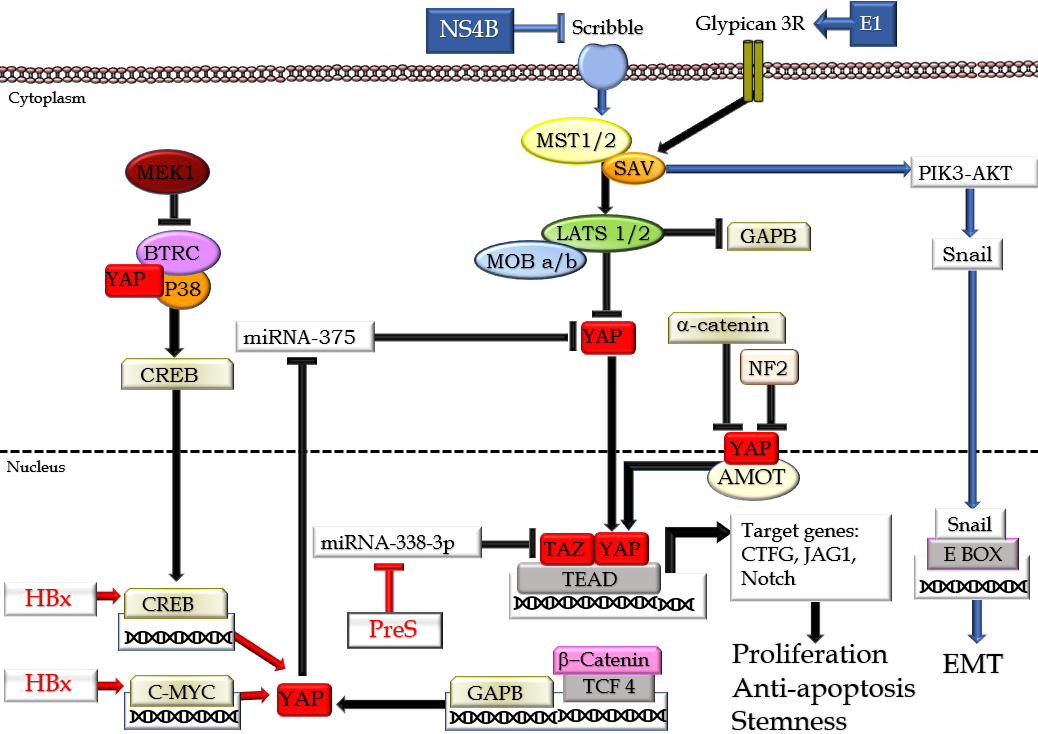 NS4B
Scribble
Glypican 3R
E1
Cytoplasm
MST1/2
SAV
MEK1
PIK3-AKT
BTRC
YAP
P38
LATS 1/2
GAPB
MOB a/b
Snail
miRNA-375
YAP
α-catenin
CREB
NF2
YAP
Nucleus
AMOT
miRNA-338-3p
TAZ
YAP
TEAD
Target genes:
CTFG, JAG1,
Notch
Snail
E BOX
HBx
CREB
PreS
Proliferation
Anti-apoptosis
Stemness
EMT
β–Catenin
TCF 4
HBx
C-MYC
YAP
GAPB